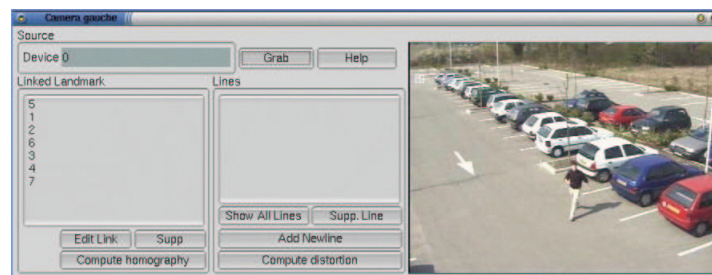 Camera gauche
Source
Device 0
Grab
Help
Linked Landmark
Lines
5
1
2
6
3
4
7
Show All Lines
Supp. Line
Edit Link
Supp
Add Newline
Compute homography
Compute distortion